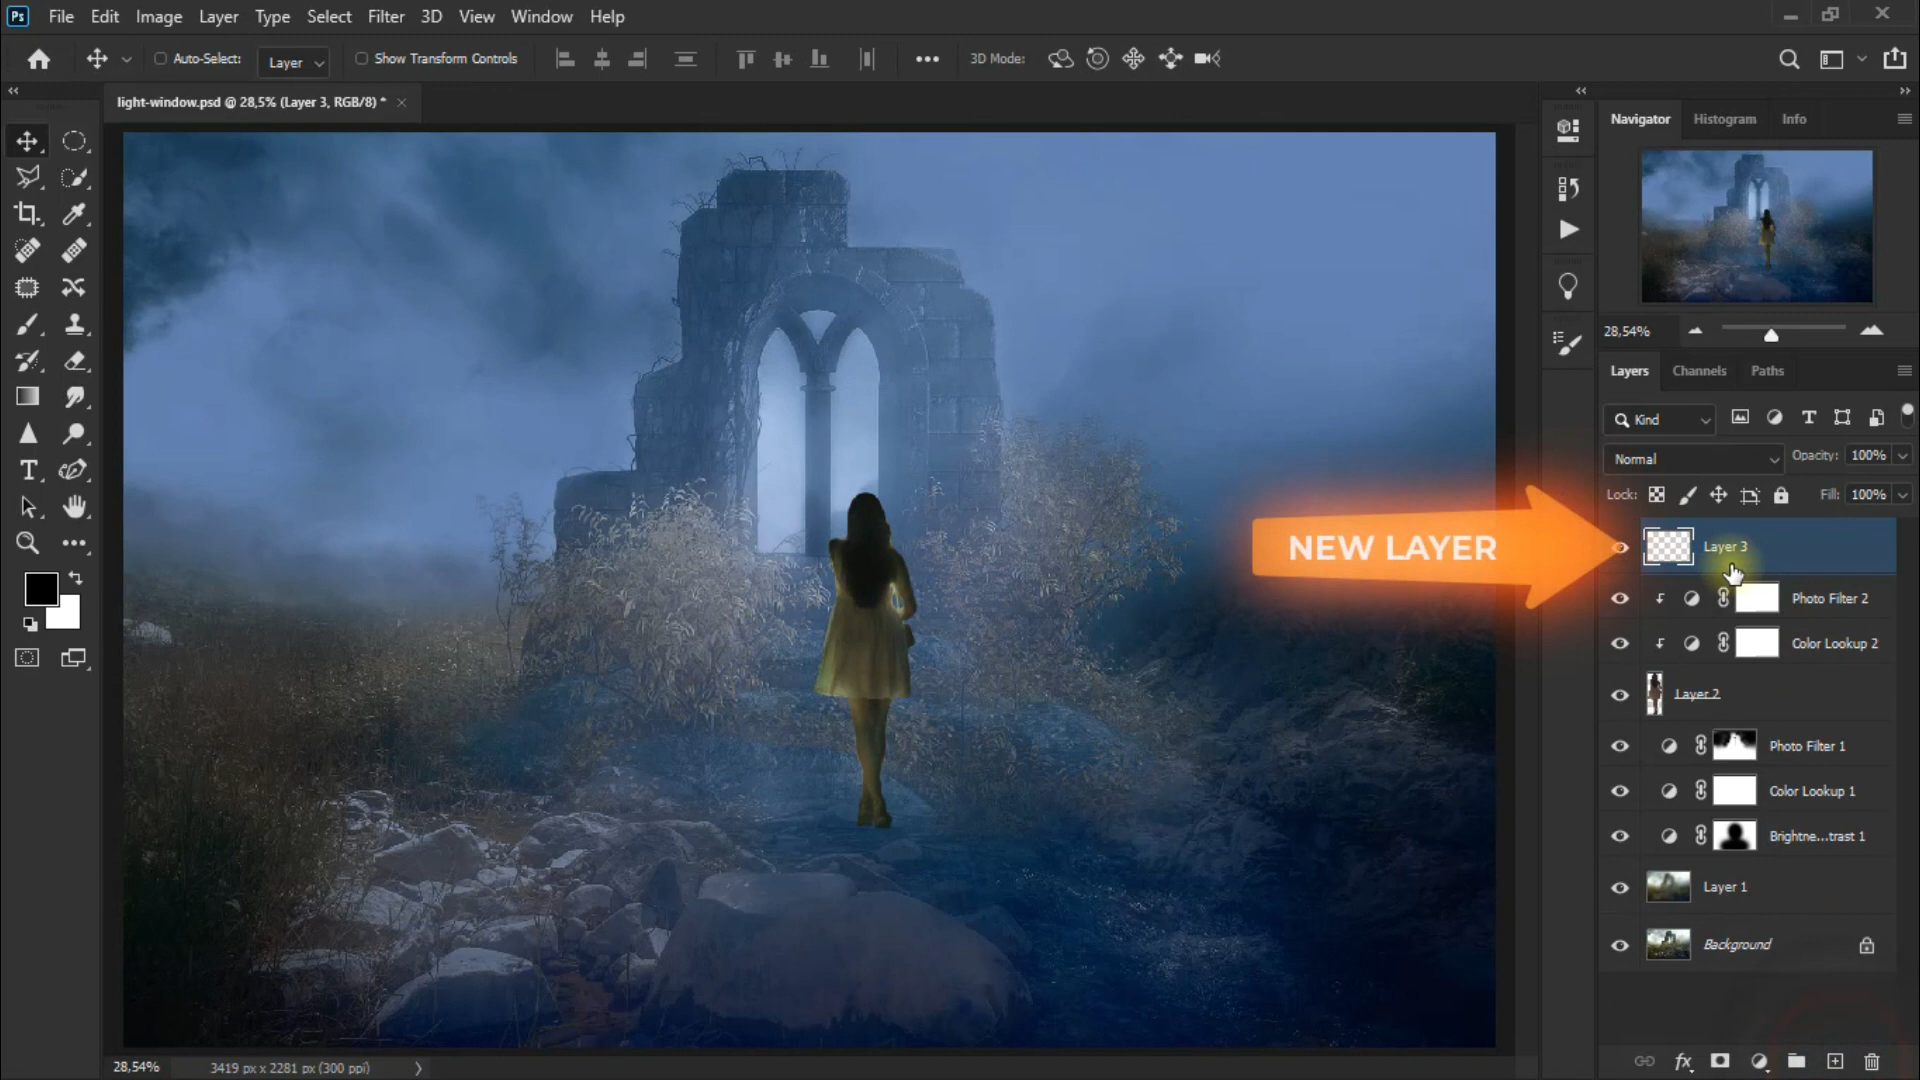 Ps File Edit Image Layer Type Select Filter 3D View Window Help
Auto-Select: Layer Show Transform Controls 3D Mode:
light-window.psd @ 28,5% (Layer 3, RGB/8) *
Navigator Histogram Info
28,54%
Layers Channels Paths
Kind
Normal Opacity: 100%
Lock: Fill: 100%
NEW LAYER
Layer 3
Photo Filter 2
Color Lookup 2
Layer 2
Photo Filter 1
Color Lookup 1
Brightne...trast 1
Layer 1
Background
28,54% 3419 px x 2281 px (300 ppi)